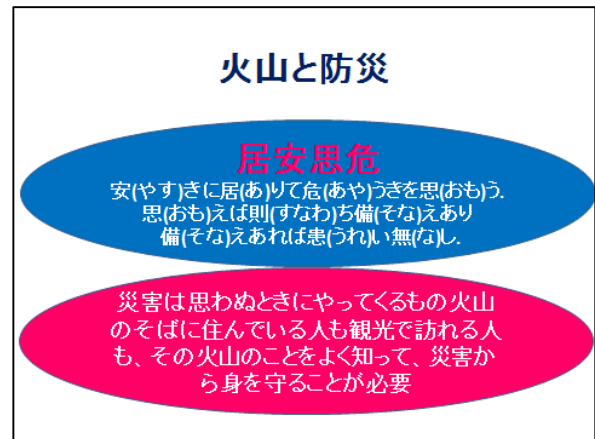 火山と防災
居安思危
安(やす)きに居(あ)りて危(あや)うきを思(おも)う.
思(おも)えば則(すなわ)ち備(そな)えあり
備(そな)えあれば患(うれ)い無(な)し.
災害は思わぬときにやってくるもの火山
のそばに住んでいる人も観光で訪れる人
も、その火山のことをよく知って、災害か
ら身を守ることが必要